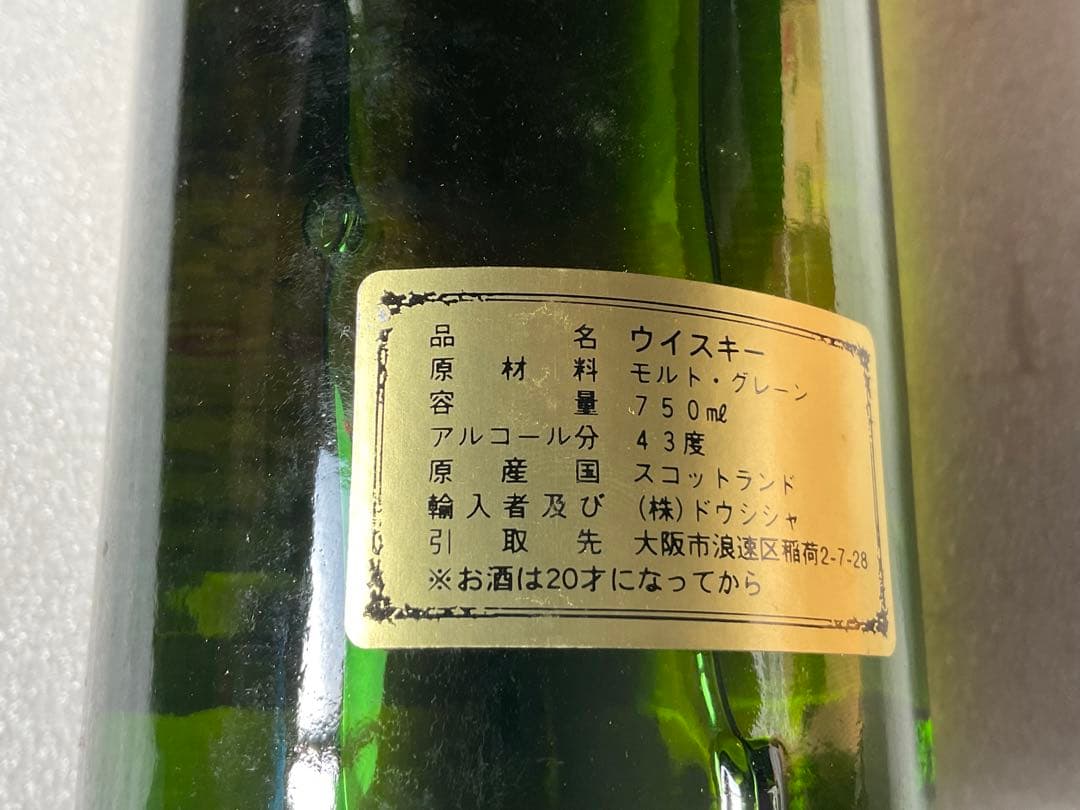 品名 ウイスキー
原材料 モルト・グレーン
容量 750㎖
アルコール分 43度
原産国 スコットランド
輸入者及び (株)ドウシシャ
引取先 大阪市浪速区稲荷2-7-28
※お酒は20才になってから